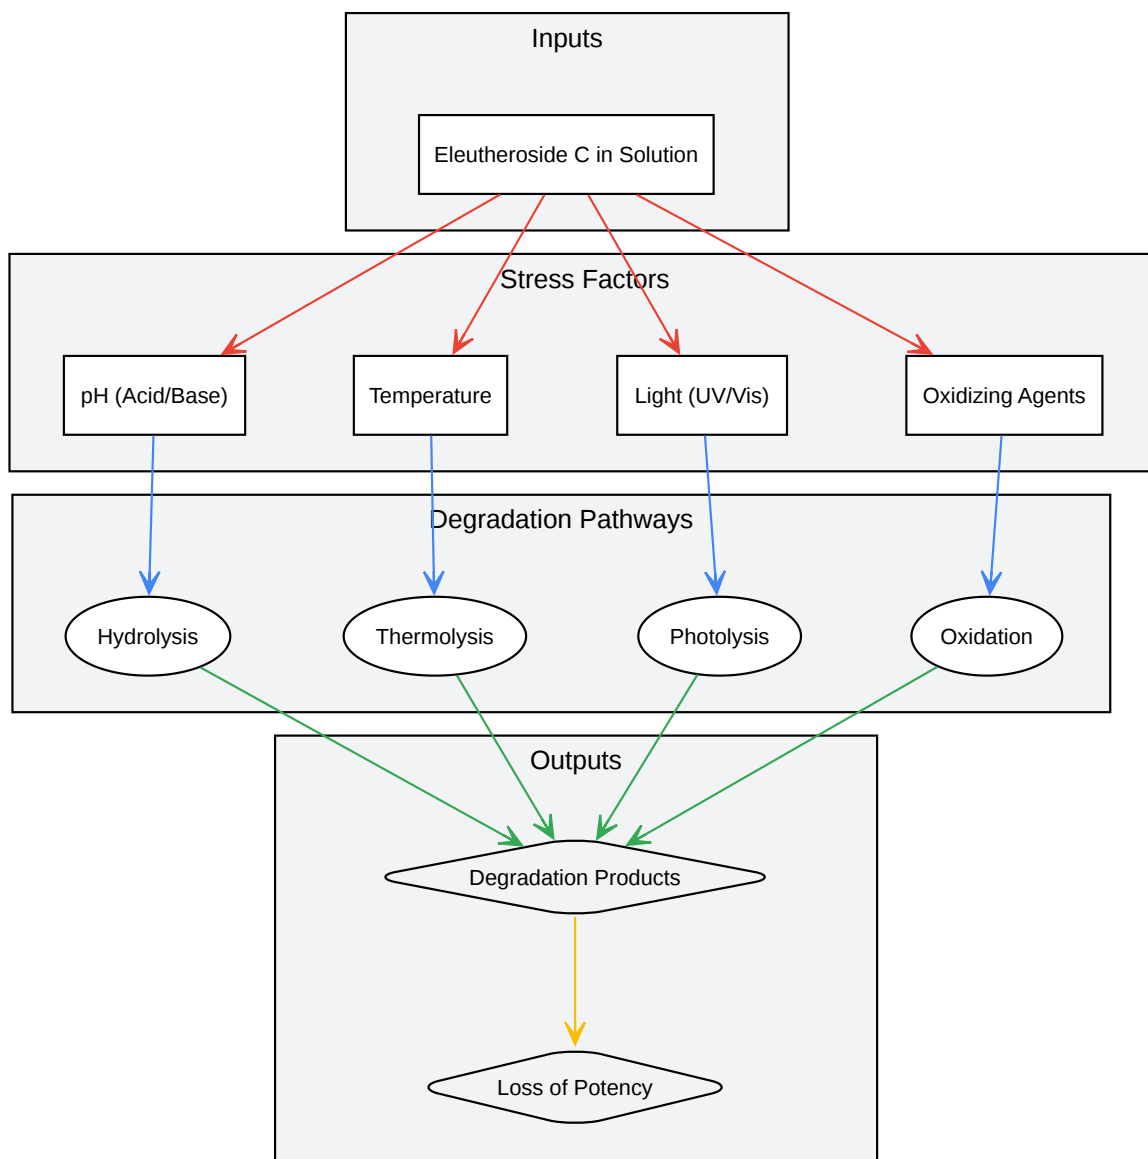 Inputs
Eleutheroside C in Solution
Stress Factors
pH (Acid/Base)
Temperature
Light (UV/Vis)
Oxidizing Agents
Degradation Pathways
Hydrolysis
Thermolysis
Photolysis
Oxidation
Outputs
Degradation Products
Loss of Potency